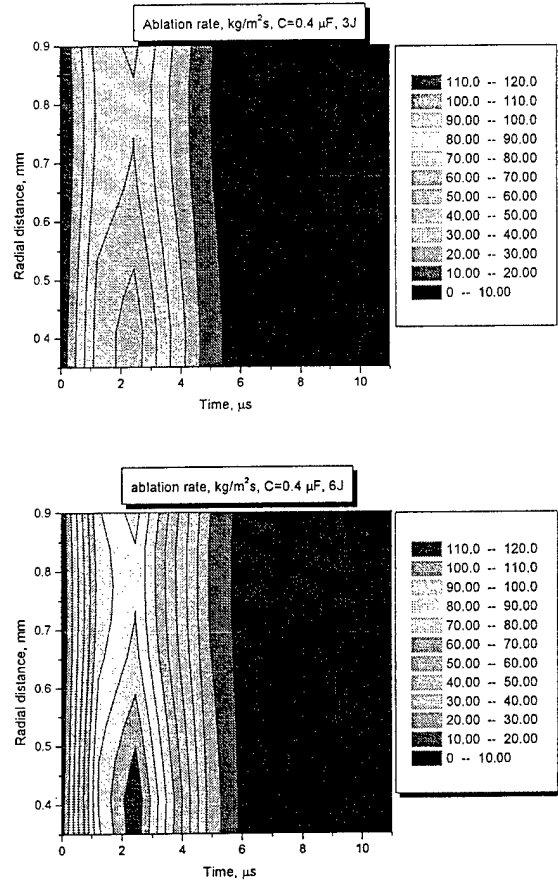 Ablation rate, kg/m²s, C=0.4 μF, 3J
Radial distance, mm
0.9
0.8
0.7
0.6
0.5
0.4
0 2 4 6 8 10
Time, μs
110.0 -- 120.0
100.0 -- 110.0
90.00 -- 100.0
80.00 -- 90.00
70.00 -- 80.00
60.00 -- 70.00
50.00 -- 60.00
40.00 -- 50.00
30.00 -- 40.00
20.00 -- 30.00
10.00 -- 20.00
0 -- 10.00
ablation rate, kg/m²s, C=0.4 μF, 6J
Radial distance, mm
0.9
0.8
0.7
0.6
0.5
0.4
0 2 4 6 8 10
Time, μs
110.0 -- 120.0
100.0 -- 110.0
90.00 -- 100.0
80.00 -- 90.00
70.00 -- 80.00
60.00 -- 70.00
50.00 -- 60.00
40.00 -- 50.00
30.00 -- 40.00
20.00 -- 30.00
10.00 -- 20.00
0 -- 10.00